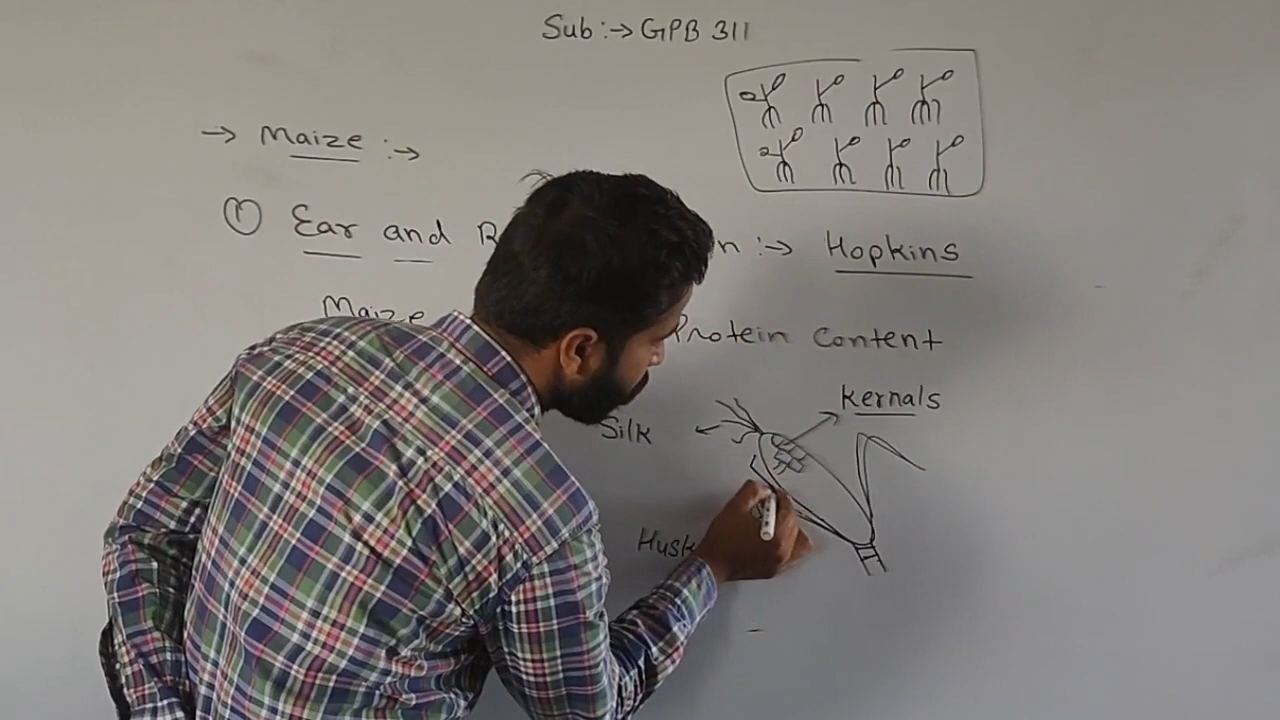 Sub :→ GPB 311
→ Maize :→
① Ear and :→ Hopkins
Maize Protein Content
Kernals
Silk
Husk